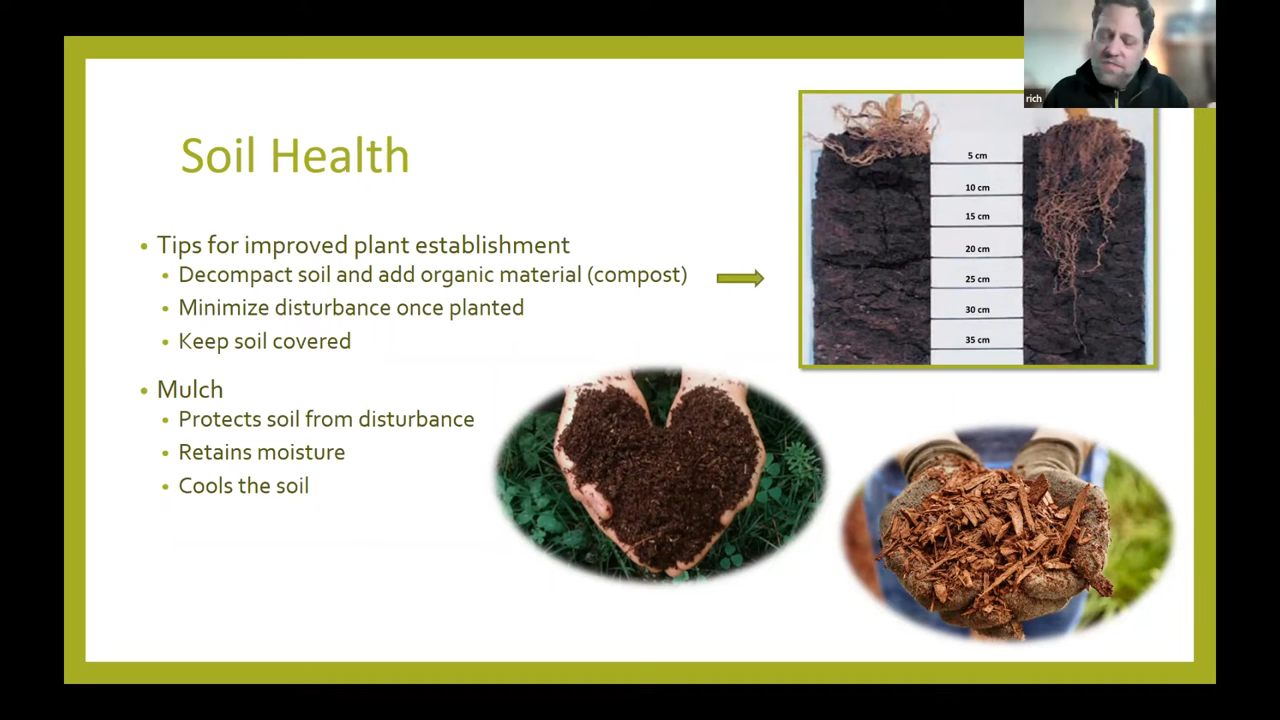 rich
Soil Health
• Tips for improved plant establishment
• Decompact soil and add organic material (compost)
• Minimize disturbance once planted
• Keep soil covered
• Mulch
• Protects soil from disturbance
• Retains moisture
• Cools the soil
5 cm
10 cm
15 cm
20 cm
25 cm
30 cm
35 cm